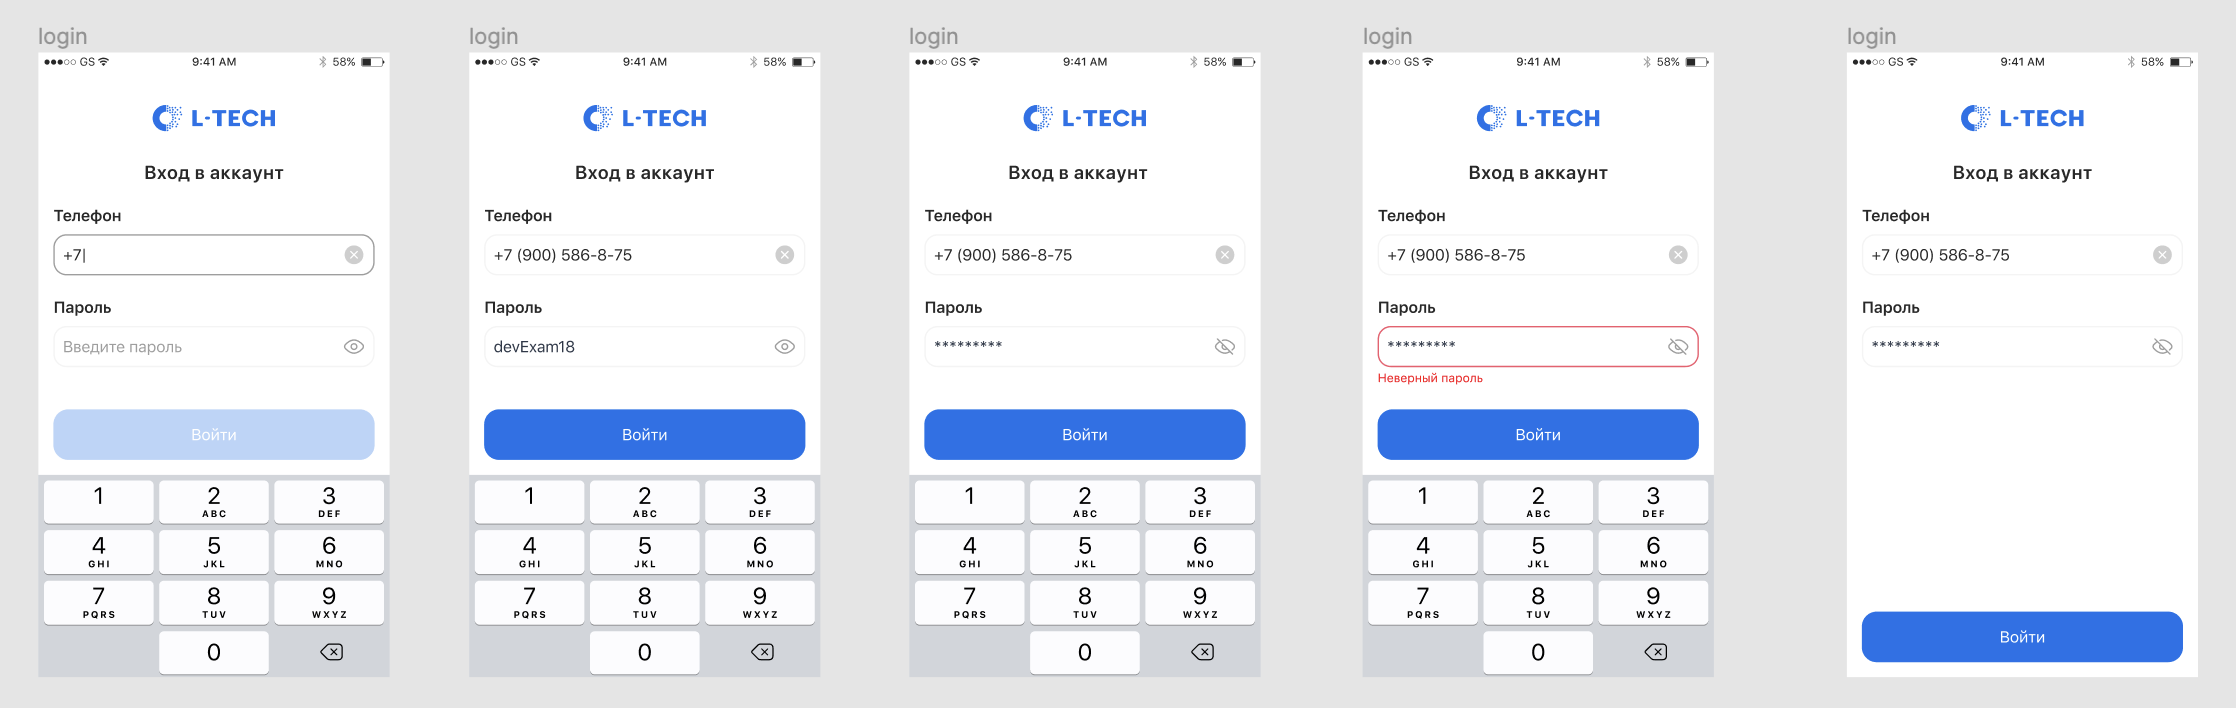 login
GS 9:41 AM 58%
L-TECH
Вход в аккаунт
Телефон
+7
Пароль
Введите пароль
Войти
1 2 3
ABC DEF
4 5 6
GHI JKL MNO
7 8 9
PQRS TUV WXYZ
0
login
GS 9:41 AM 58%
L-TECH
Вход в аккаунт
Телефон
+7 (900) 586-8-75
Пароль
devExam18
Войти
1 2 3
ABC DEF
4 5 6
GHI JKL MNO
7 8 9
PQRS TUV WXYZ
0
login
GS 9:41 AM 58%
L-TECH
Вход в аккаунт
Телефон
+7 (900) 586-8-75
Пароль
*********
Войти
1 2 3
ABC DEF
4 5 6
GHI JKL MNO
7 8 9
PQRS TUV WXYZ
0
login
GS 9:41 AM 58%
L-TECH
Вход в аккаунт
Телефон
+7 (900) 586-8-75
Пароль
*********
Неверный пароль
Войти
1 2 3
ABC DEF
4 5 6
GHI JKL MNO
7 8 9
PQRS TUV WXYZ
0
login
GS 9:41 AM 58%
L-TECH
Вход в аккаунт
Телефон
+7 (900) 586-8-75
Пароль
*********
Войти